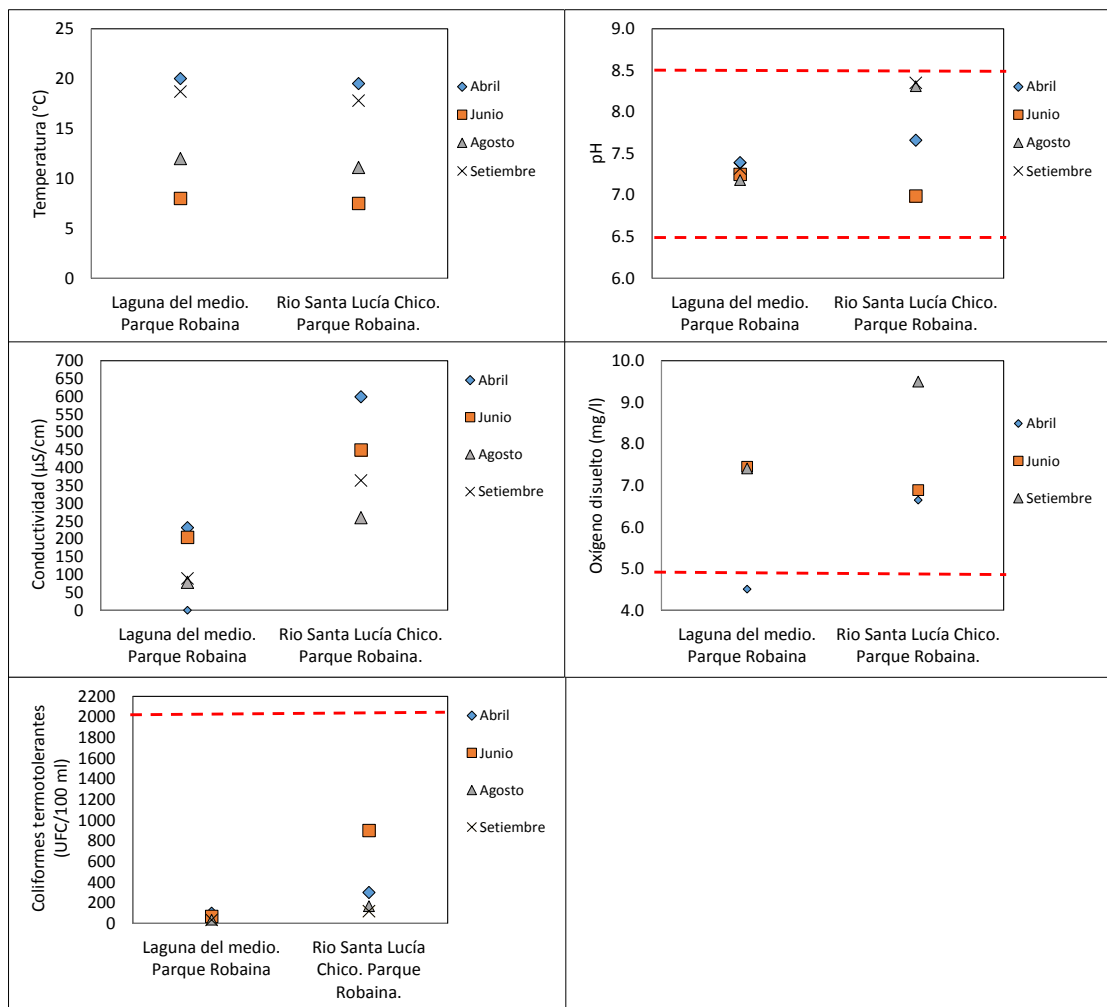 Temperatura (°C)
25
20
15
10
5
0
Laguna del medio.
Parque Robaina
Rio Santa Lucía Chico.
Parque Robaina.
Abril
Junio
Agosto
Setiembre
pH
9.0
8.5
8.0
7.5
7.0
6.5
6.0
Laguna del medio.
Parque Robaina
Rio Santa Lucía Chico.
Parque Robaina.
Abril
Junio
Agosto
Setiembre
Conductividad (µS/cm)
700
650
600
550
500
450
400
350
300
250
200
150
100
50
0
Laguna del medio.
Parque Robaina
Rio Santa Lucía Chico.
Parque Robaina.
Abril
Junio
Agosto
Setiembre
Oxígeno disuelto (mg/l)
10.0
9.0
8.0
7.0
6.0
5.0
4.0
Laguna del medio.
Parque Robaina
Rio Santa Lucía Chico.
Parque Robaina.
Abril
Junio
Setiembre
Coliformes termotolerantes
(UFC/100 ml)
2200
2000
1800
1600
1400
1200
1000
800
600
400
200
0
Laguna del medio.
Parque Robaina
Rio Santa Lucía
Chico. Parque
Robaina.
Abril
Junio
Agosto
Setiembre